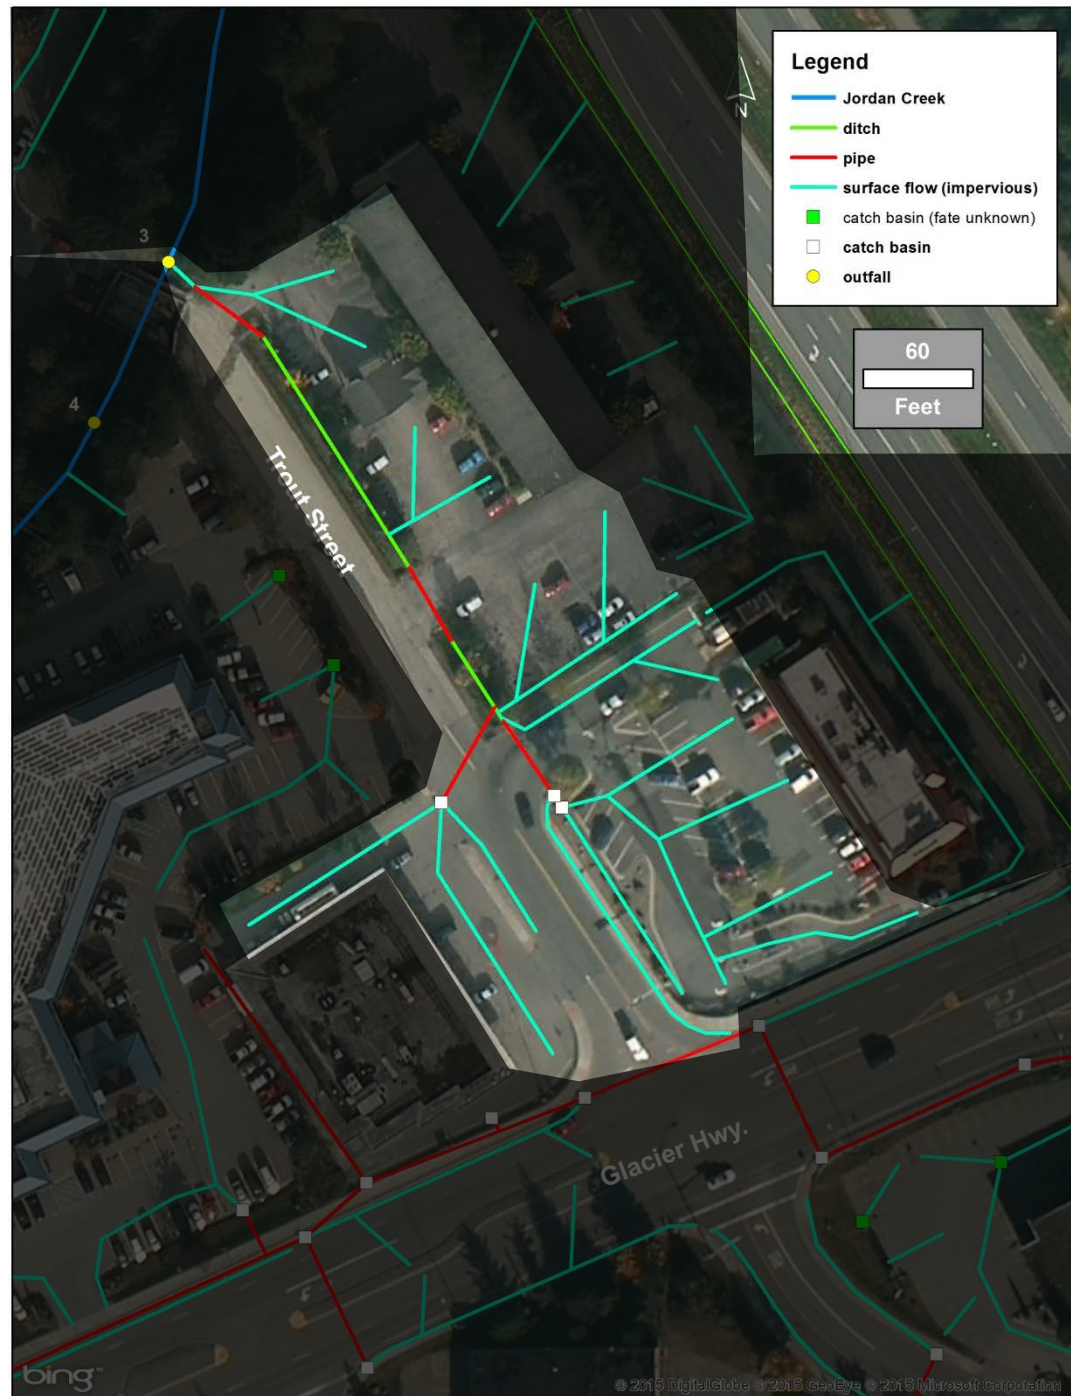 Legend
Jordan Creek
ditch
pipe
surface flow (impervious)
catch basin (fate unknown)
catch basin
outfall
N
60
Feet
3
4
Trout Street
Glacier Hwy.
bing
© 2015 DigitalGlobe © 2015 GeoEye © 2015 Microsoft Corporation